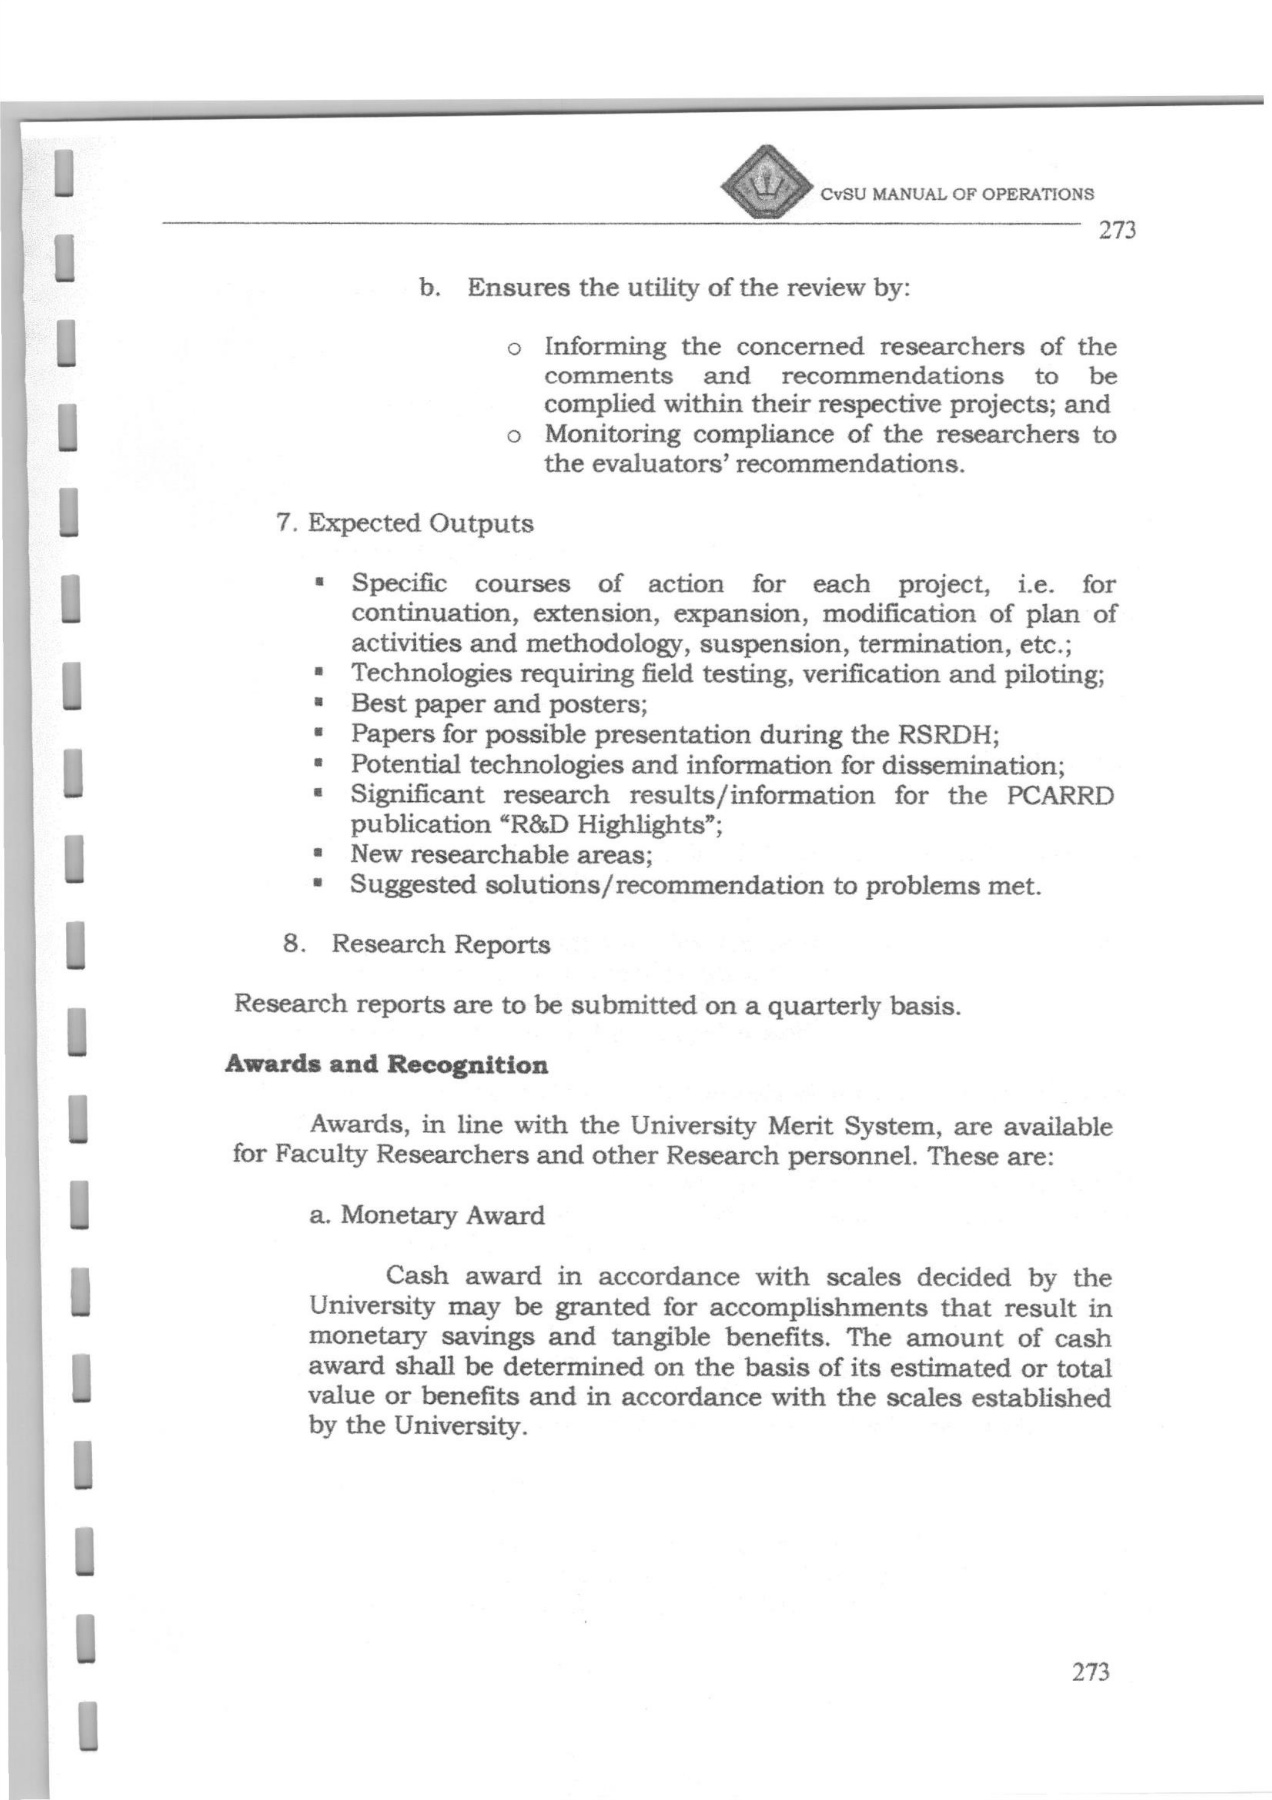 CvSU MANUAL OF OPERATIONS
273
b. Ensures the utility of the review by:
o Informing the concerned researchers of the
comments and recommendations to be
complied within their respective projects; and
o Monitoring compliance of the researchers to
the evaluators' recommendations.
7. Expected Outputs
▪ Specific courses of action for each project, i.e. for
continuation, extension, expansion, modification of plan of
activities and methodology, suspension, termination, etc.;
▪ Technologies requiring field testing, verification and piloting;
▪ Best paper and posters;
▪ Papers for possible presentation during the RSRDH;
▪ Potential technologies and information for dissemination;
▪ Significant research results/information for the PCARRD
publication "R&D Highlights";
▪ New researchable areas;
▪ Suggested solutions/recommendation to problems met.
8. Research Reports
Research reports are to be submitted on a quarterly basis.
Awards and Recognition
Awards, in line with the University Merit System, are available
for Faculty Researchers and other Research personnel. These are:
a. Monetary Award
Cash award in accordance with scales decided by the
University may be granted for accomplishments that result in
monetary savings and tangible benefits. The amount of cash
award shall be determined on the basis of its estimated or total
value or benefits and in accordance with the scales established
by the University.
273